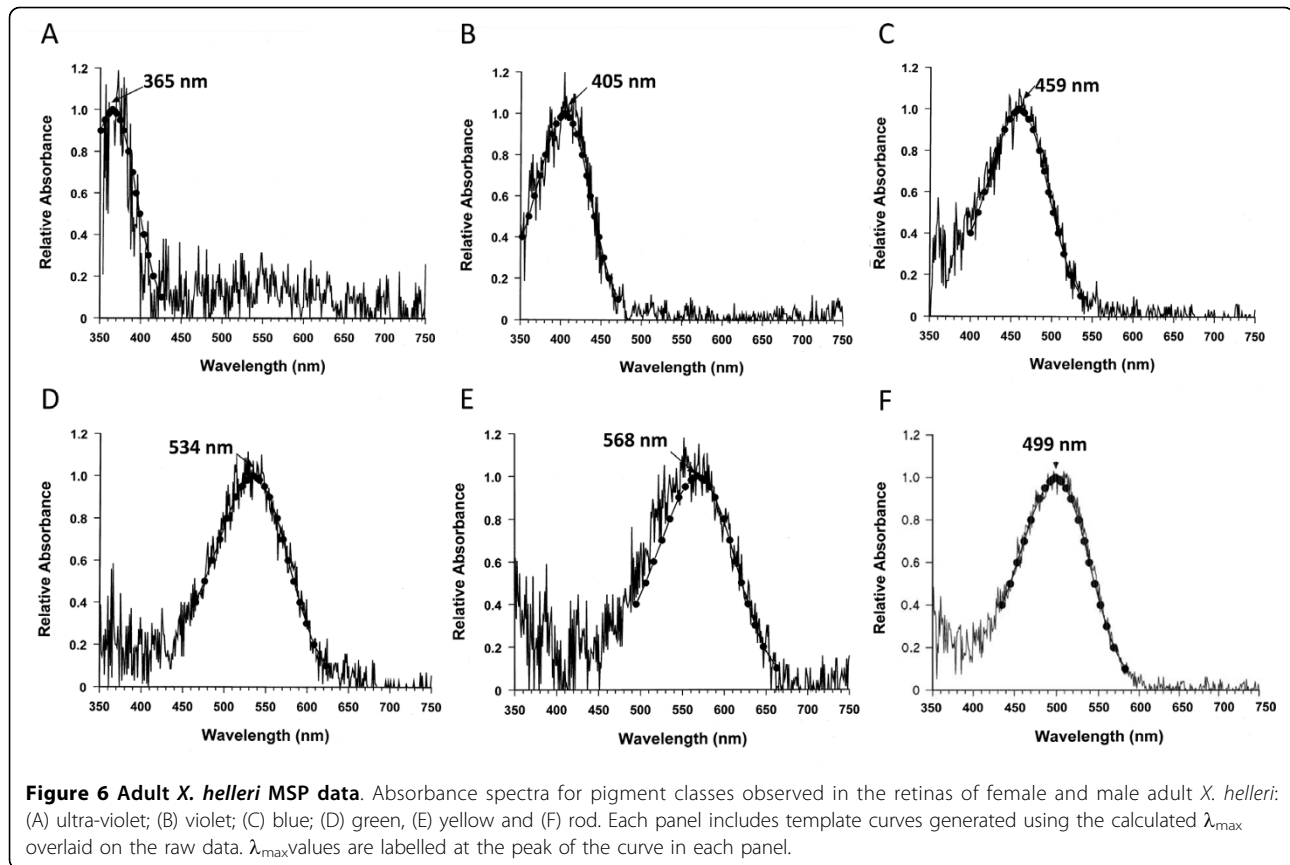 A
365 nm
Relative Absorbance
1.2
1.0
0.8
0.6
0.4
0.2
0
350 400 450 500 550 600 650 700 750
Wavelength (nm)
B
405 nm
Relative Absorbance
1.2
1.0
0.8
0.6
0.4
0.2
0
350 400 450 500 550 600 650 700 750
Wavelength (nm)
C
459 nm
Relative Absorbance
1.2
1.0
0.8
0.6
0.4
0.2
0
350 400 450 500 550 600 650 700 750
Wavelength (nm)
D
534 nm
Relative Absorbance
1.2
1.0
0.8
0.6
0.4
0.2
0
350 400 450 500 550 600 650 700 750
Wavelength (nm)
E
568 nm
Relative Absorbance
1.2
1.0
0.8
0.6
0.4
0.2
0
350 400 450 500 550 600 650 700 750
Wavelength (nm)
F
499 nm
Relative Absorbance
1.2
1.0
0.8
0.6
0.4
0.2
0
350 400 450 500 550 600 650 700 750
Wavelength (nm)
Figure 6 Adult X. helleri MSP data. Absorbance spectra for pigment classes observed in the retinas of female and male adult X. helleri:
(A) ultra-violet; (B) violet; (C) blue; (D) green, (E) yellow and (F) rod. Each panel includes template curves generated using the calculated λmax
overlaid on the raw data. λmaxvalues are labelled at the peak of the curve in each panel.